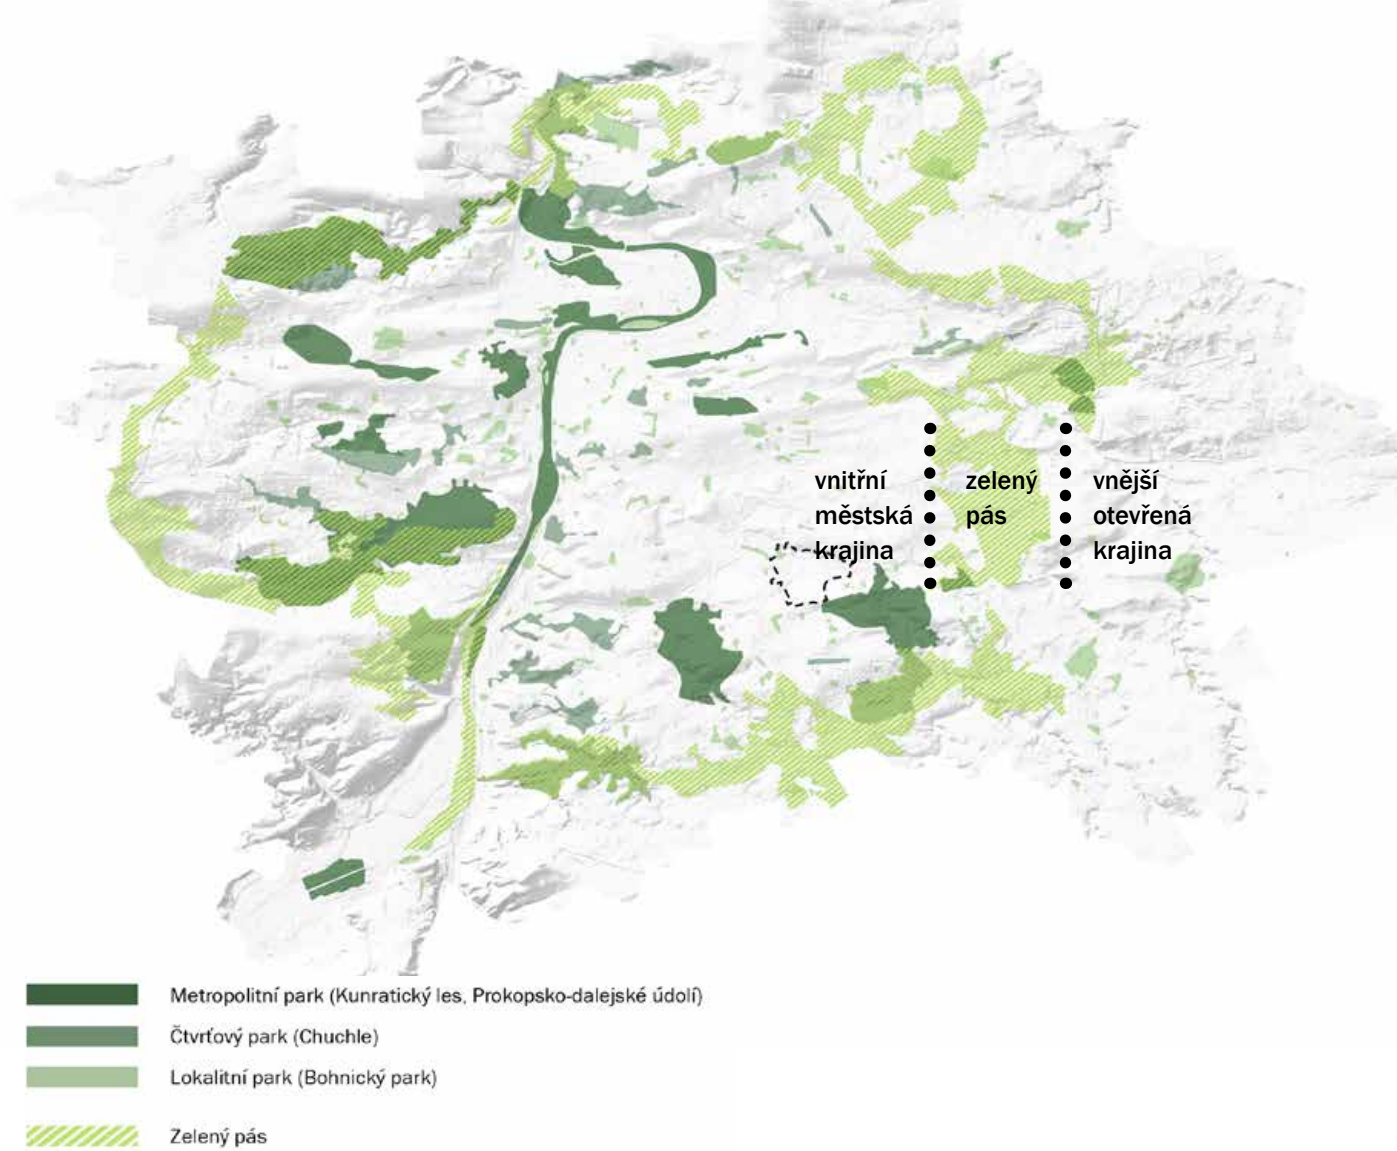 vnitřní
městská
krajina
zelený
pás
vnější
otevřená
krajina
Metropolitní park (Kunratický les, Prokopsko-dalejské údolí)
Čtvrťový park (Chuchle)
Lokalitní park (Bohnický park)
Zelený pás